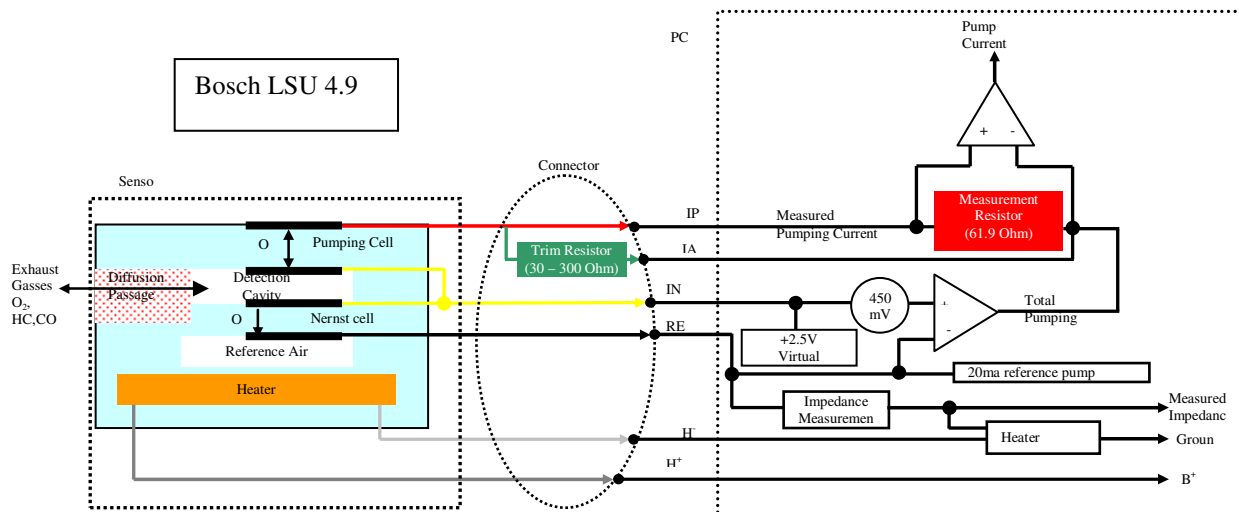 Bosch LSU 4.9
PC
Pump
Current
+ -
Connector
Senso
IP
Measured
Pumping Current
Measurement
Resistor
(61.9 Ohm)
O
Pumping Cell
Trim Resistor
(30 – 300 Ohm)
IA
Exhaust
Gasses
O2,
HC,CO
Diffusion
Passage
Detection
Cavity
IN
450
mV
+
-
Total
Pumping
O
Nernst cell
RE
+2.5V
Virtual
Reference Air
20ma reference pump
Heater
Impedance
Measuremen
Measured
Impedanc
H-
Heater
Groun
H+
B+